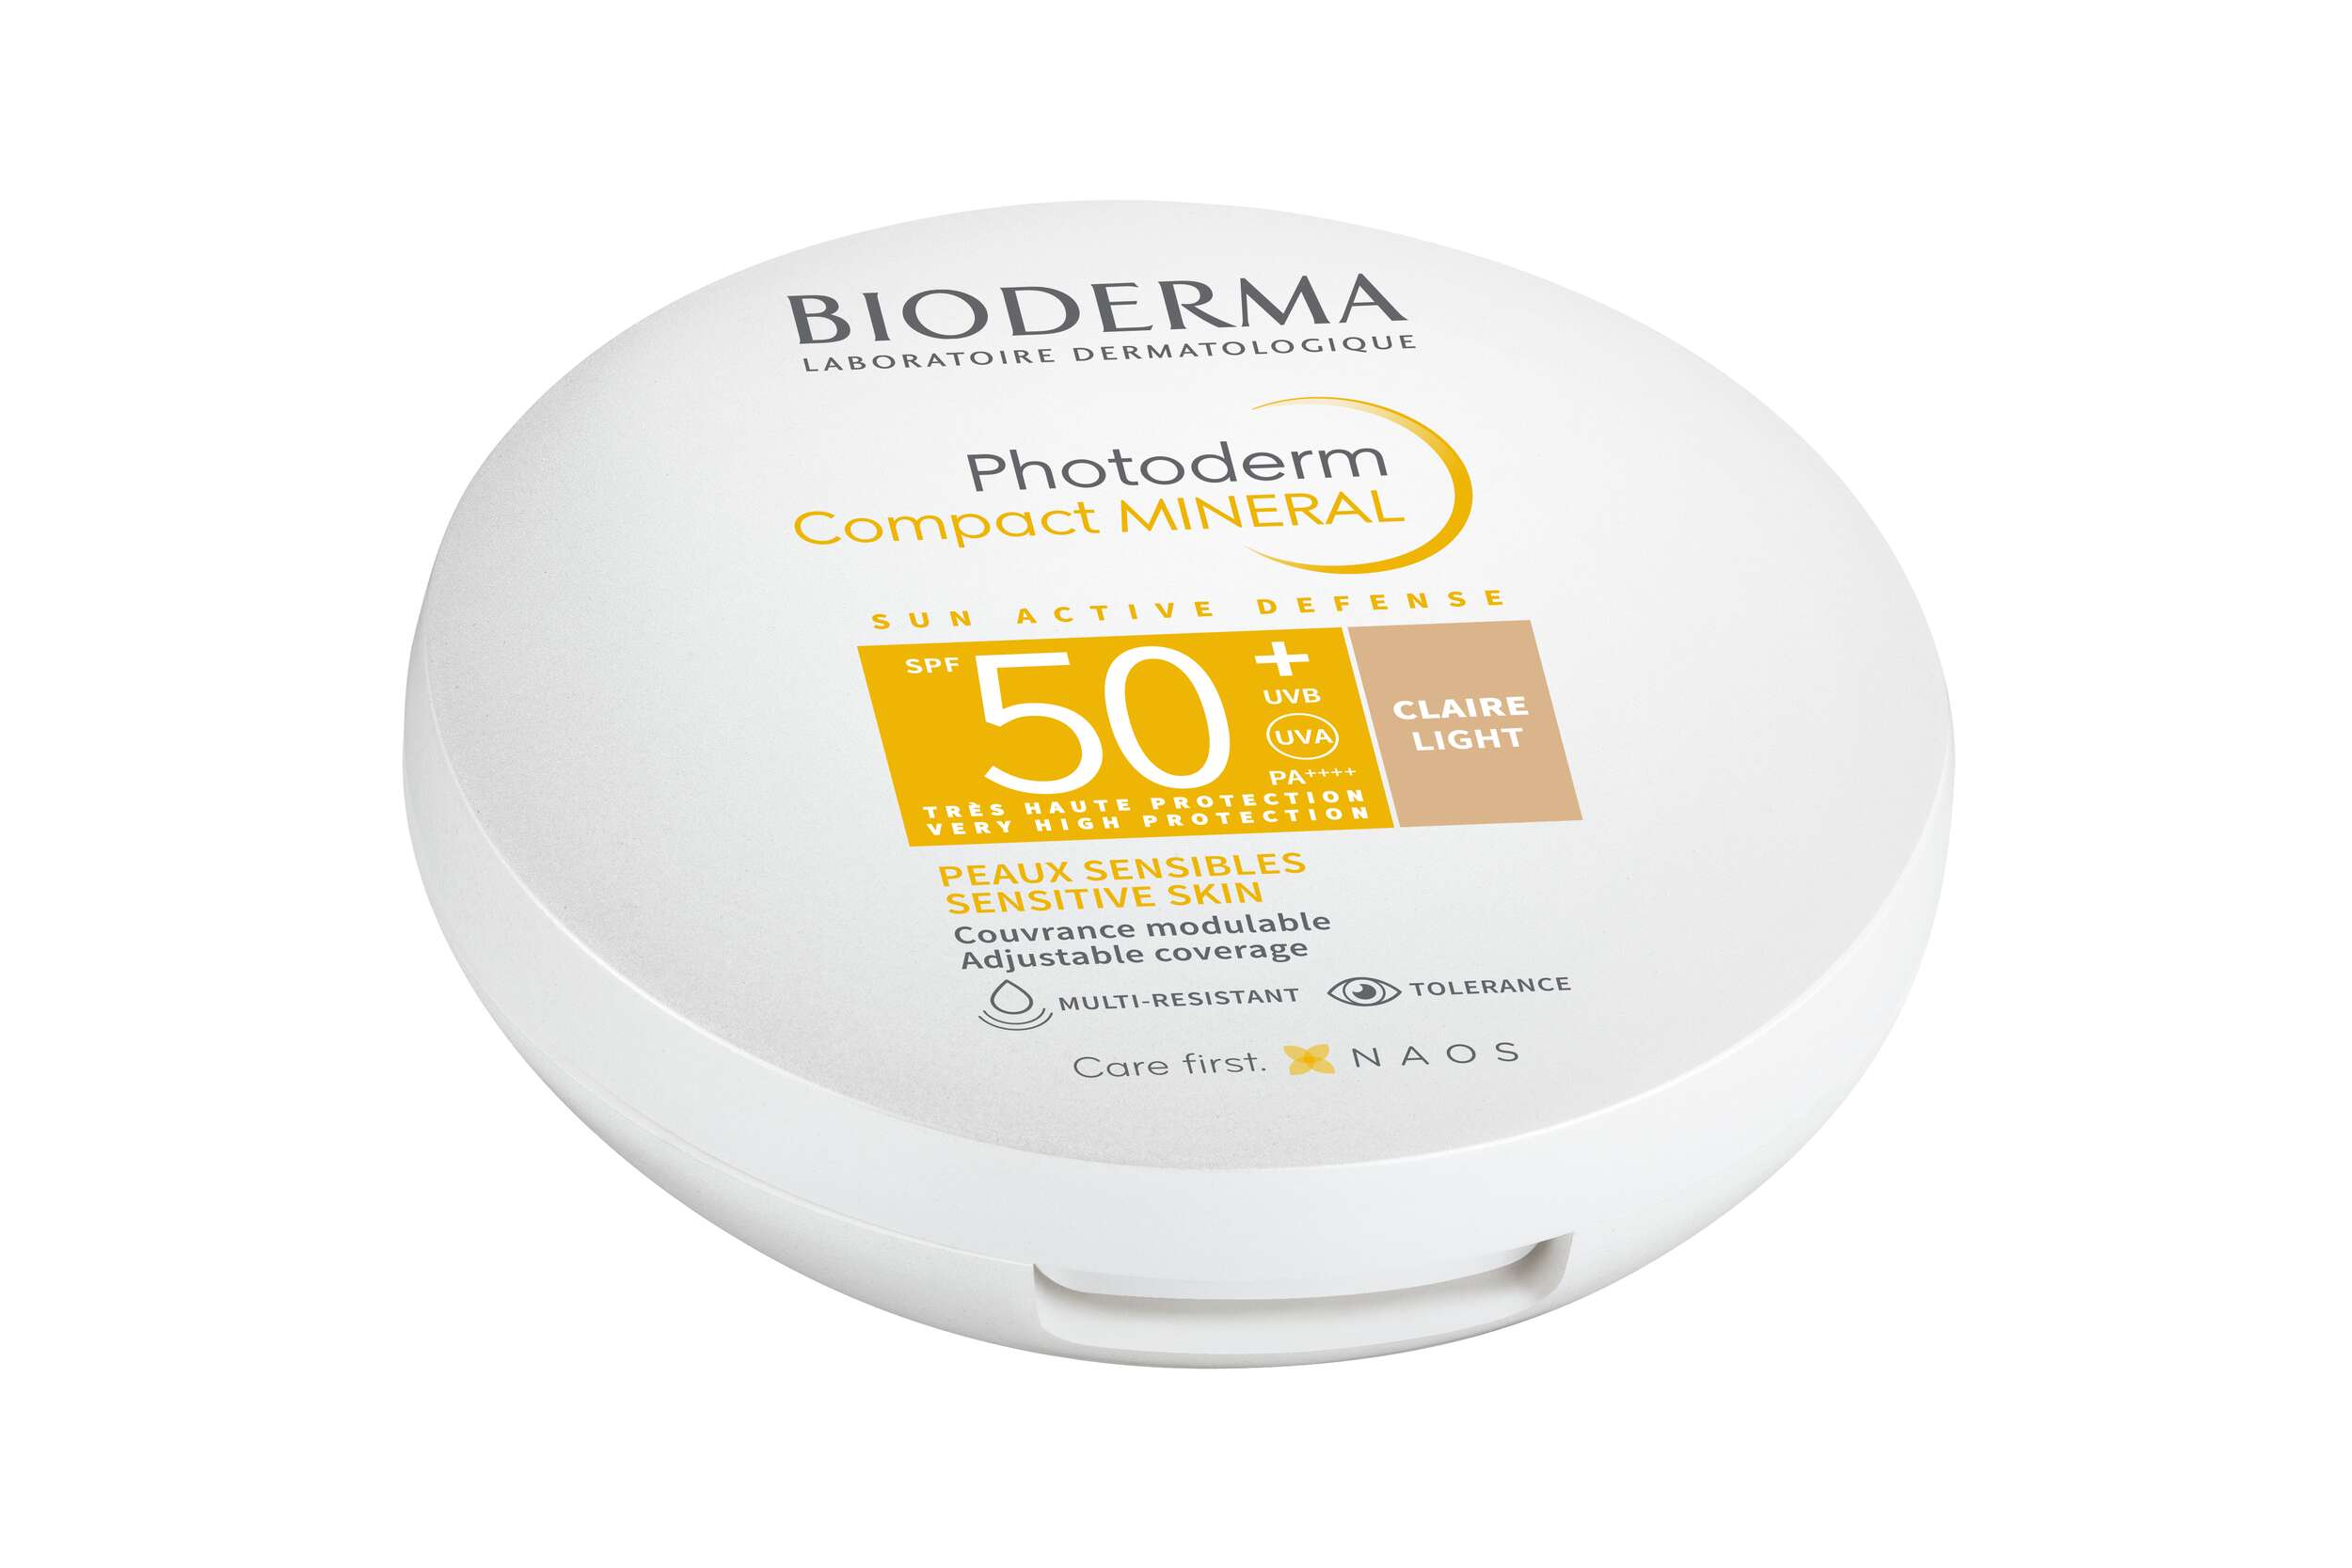 BIODERMA
LABORATOIRE DERMATOLOGIQUE
Photoderm
Compact MINERAL
SUN ACTIVE DEFENSE
SPF 50+
UVB
UVA
PA++++
TRÈS HAUTE PROTECTION
VERY HIGH PROTECTION
CLAIRE
LIGHT
PEAUX SENSIBLES
SENSITIVE SKIN
Couvrance modulable
Adjustable coverage
MULTI-RESISTANT TOLERANCE
Care first. NAOS